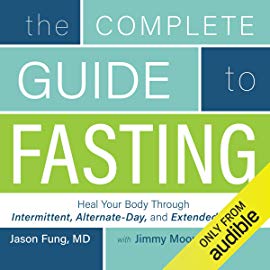 the COMPLETE
GUIDE to
FASTING
Heal Your Body Through
Intermittent, Alternate-Day, and Extended
Jason Fung, MD with Jimmy Moo
ONLY FROM
audible